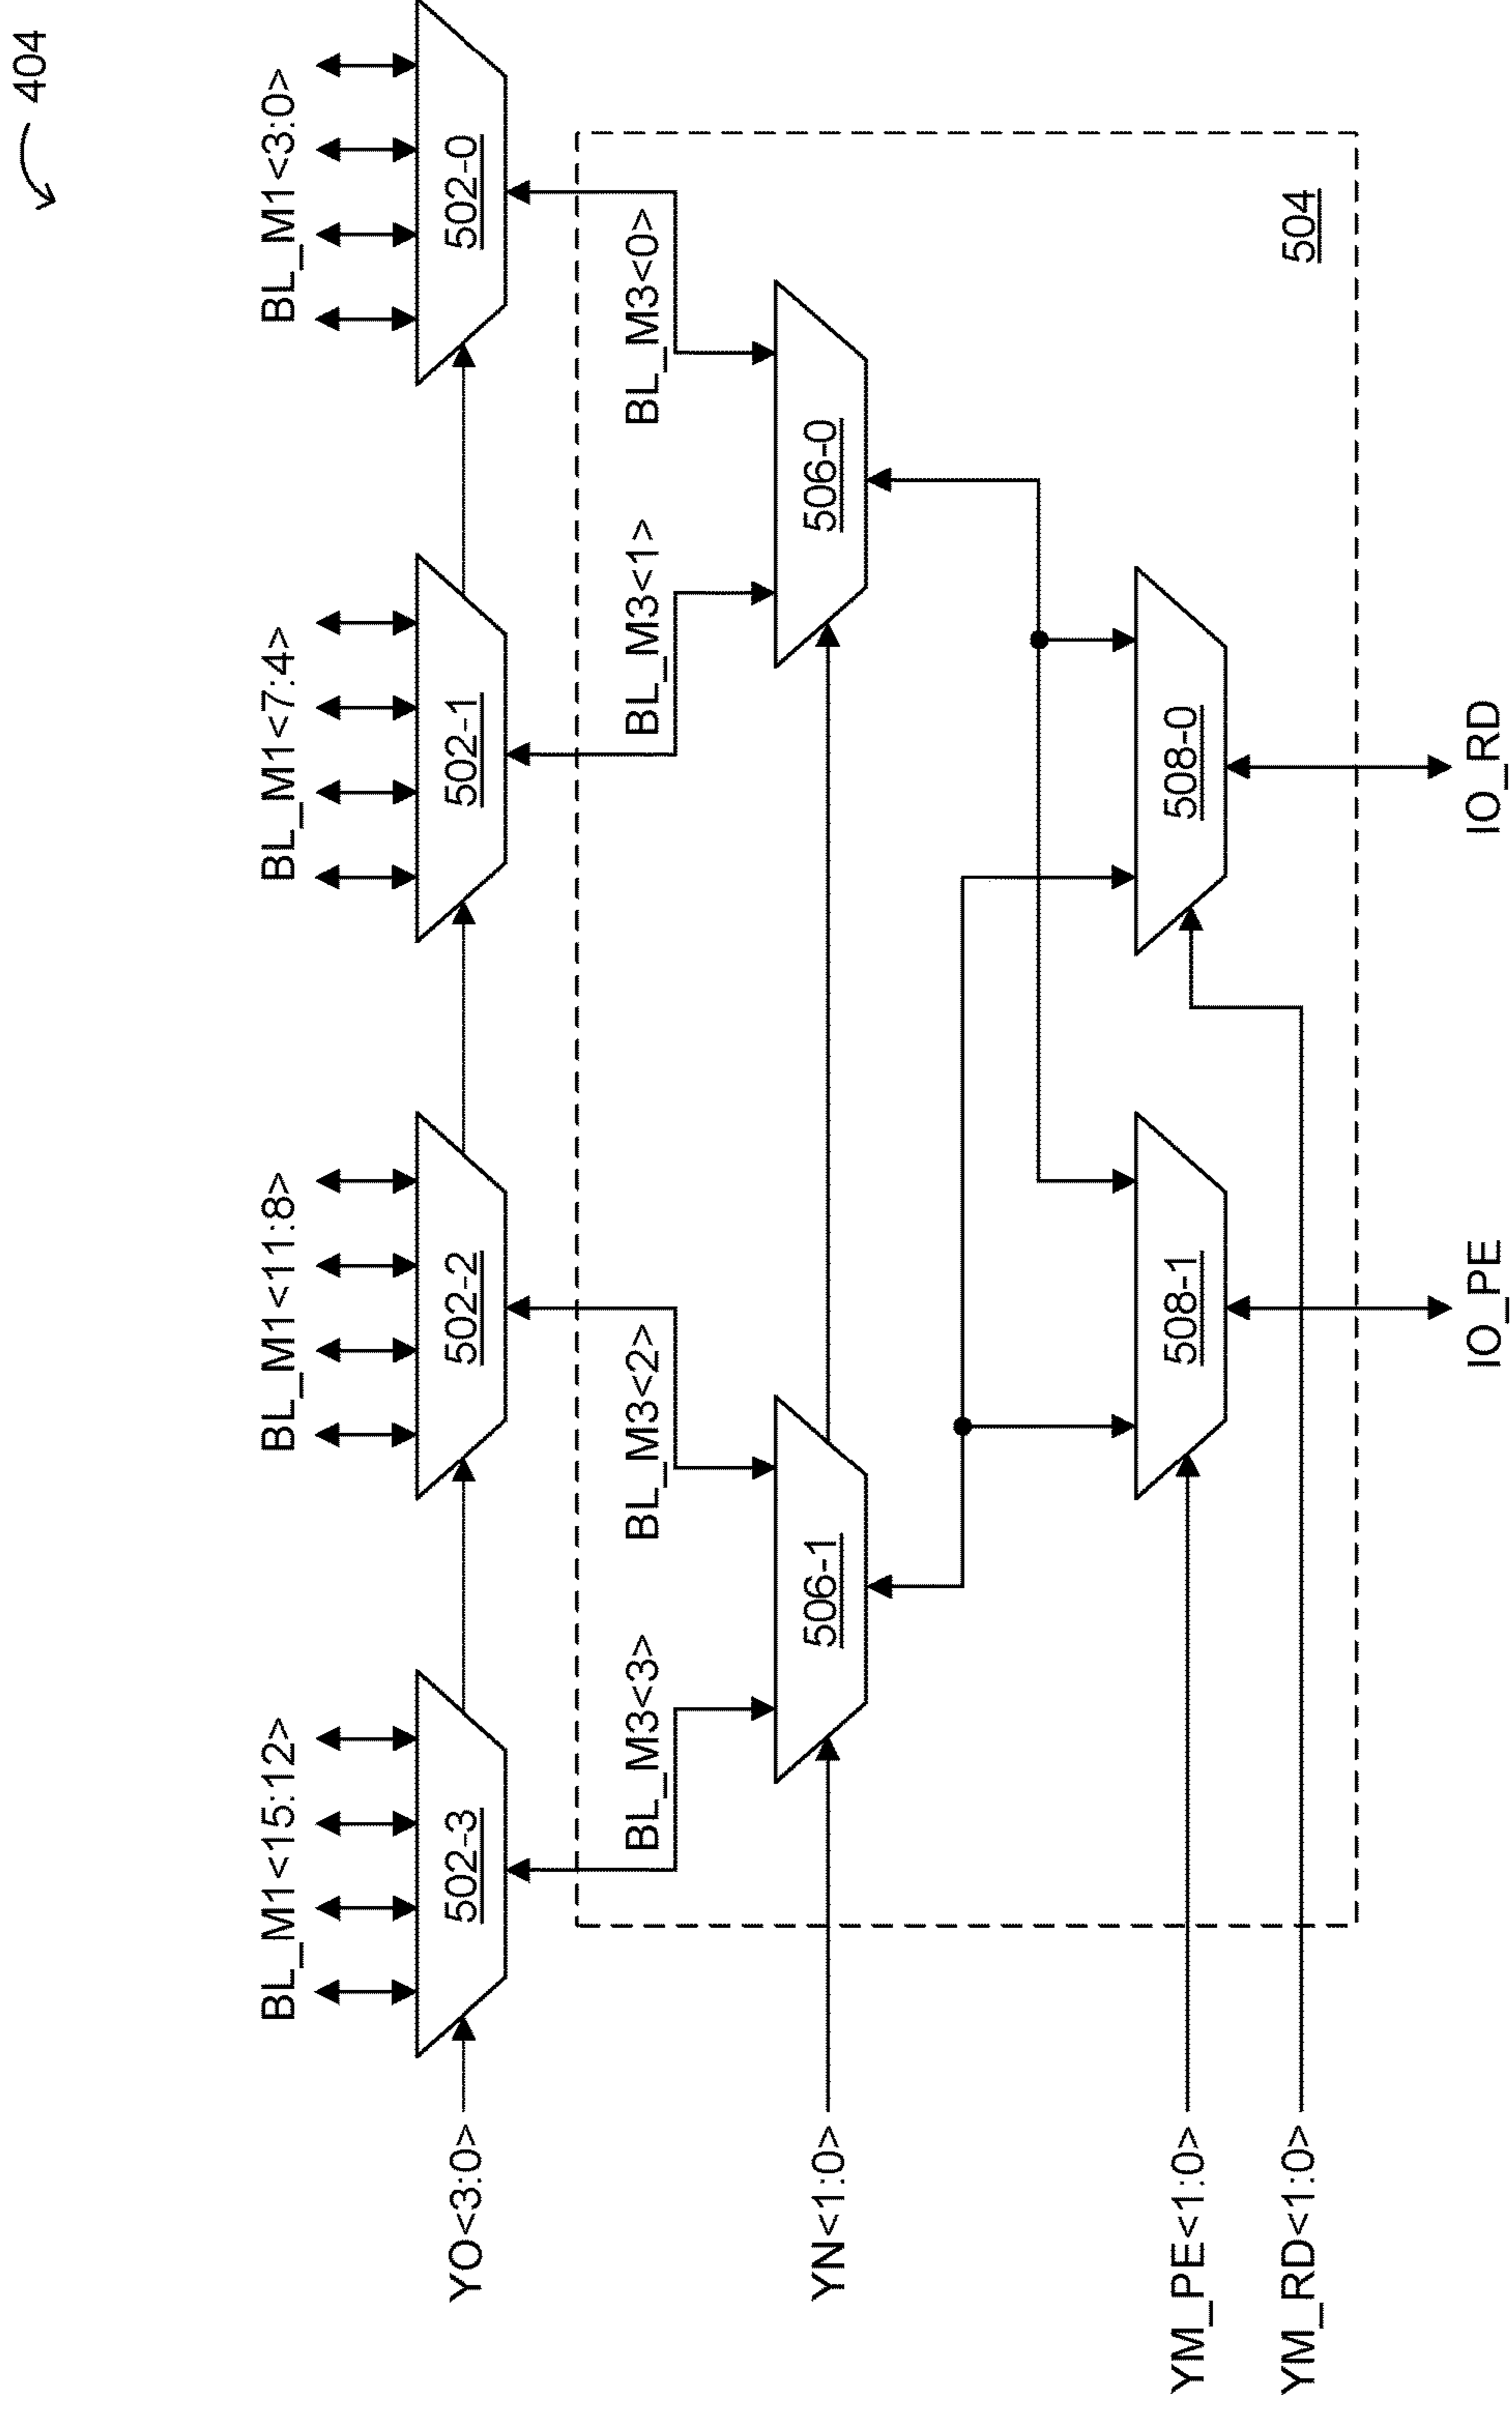 404
BL_M1<15:12>
BL_M1<11:8>
BL_M1<7:4>
BL_M1<3:0>
YO<3:0>
502-3
502-2
502-1
502-0
BL_M3<3>
BL_M3<2>
BL_M3<1>
BL_M3<0>
YN<1:0>
506-1
506-0
YM_PE<1:0>
508-1
508-0
YM_RD<1:0>
504
IO_PE
IO_RD